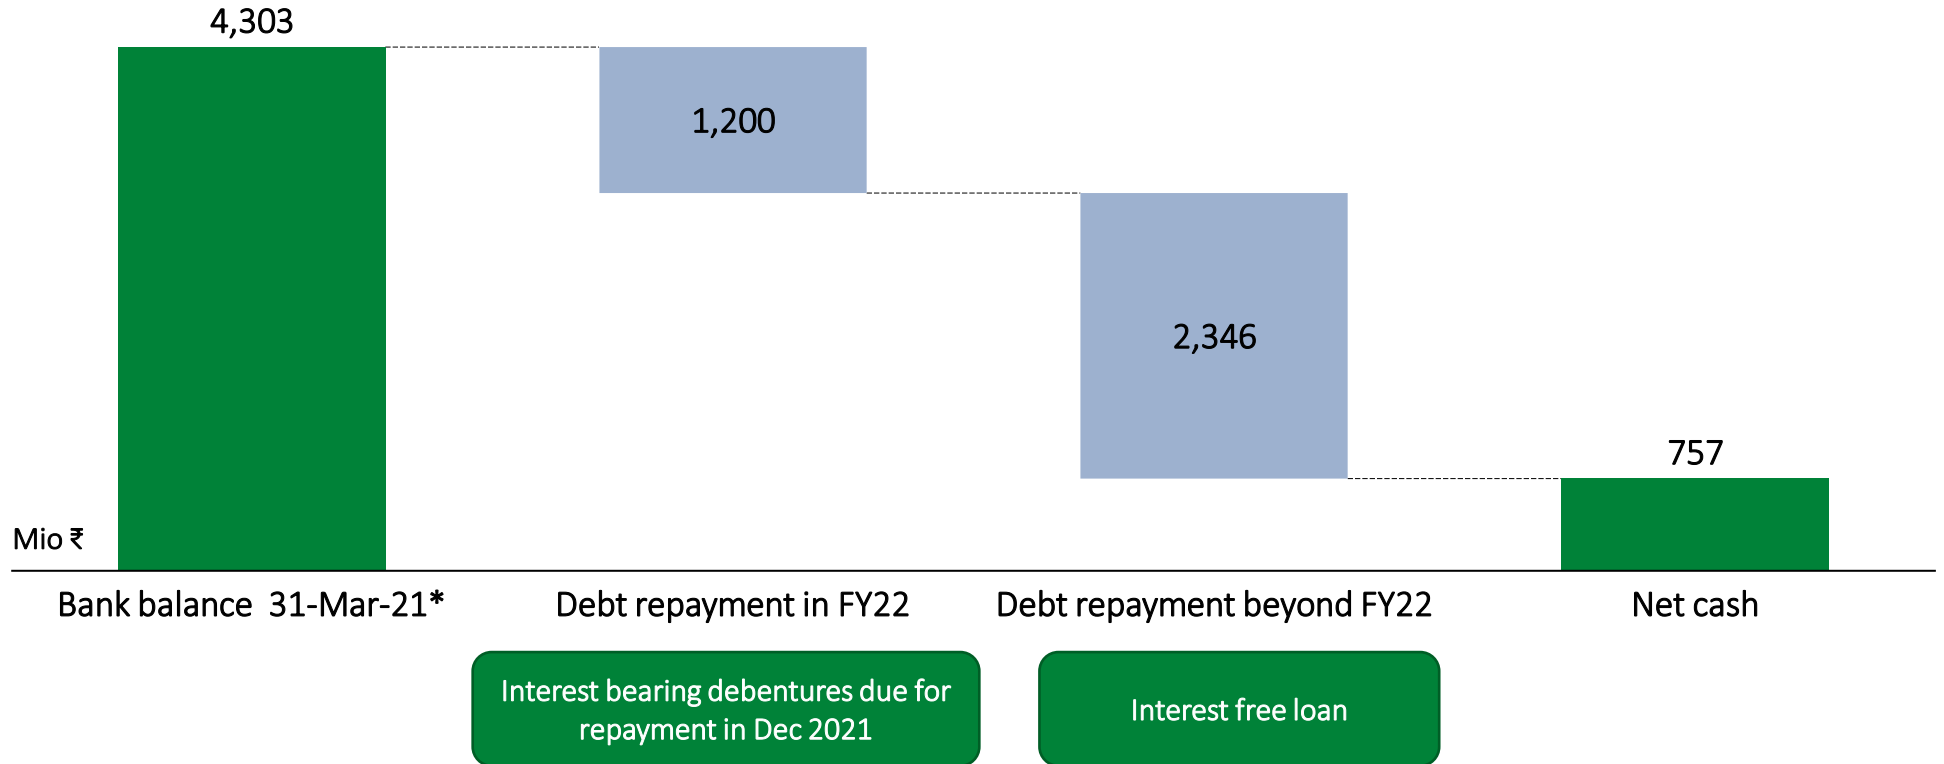 4,303
1,200
2,346
757
Mio ₹
Bank balance 31-Mar-21*
Debt repayment in FY22
Debt repayment beyond FY22
Net cash
Interest bearing debentures due for
repayment in Dec 2021
Interest free loan